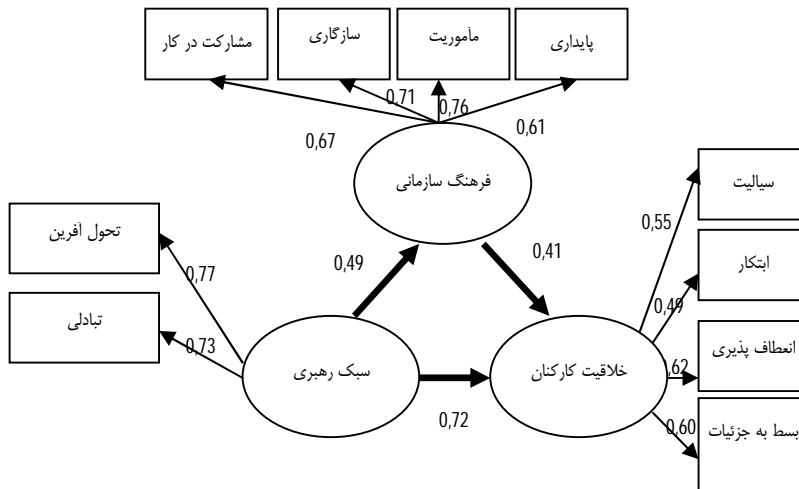 مشارکت در کار
سازگاری
مأموریت
پایداری
0,71
0,76
0,67
0,61
فرهنگ سازمانی
سیالیت
تحول آفرین
0,55
0,49
0,41
ابتکار
0,77
0,49
تبادلی
0,73
سبک رهبری
خلاقیت کارکنان
انعطاف پذیری
0,62
0,72
0,60
بسط به جزئیات